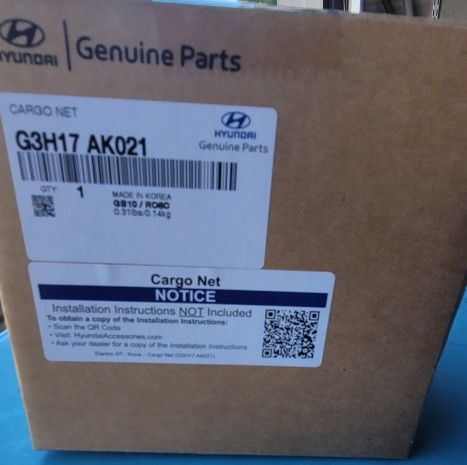 HYUNDAI | Genuine Parts
CARGO NET
G3H17 AK021
HYUNDAI
Genuine Parts
QTY: 1
MADE IN KOREA
GB10 / RO8C
0.31lbs/0.14kg
Cargo Net
NOTICE
Installation Instructions NOT Included
To obtain a copy of the Installation Instructions:
• Scan the QR Code
• Visit: HyundaiAccessories.com
• Ask your dealer for a copy of the Installation Instructions
Elantra GT - Kona - Cargo Net (G3H17 AK021)